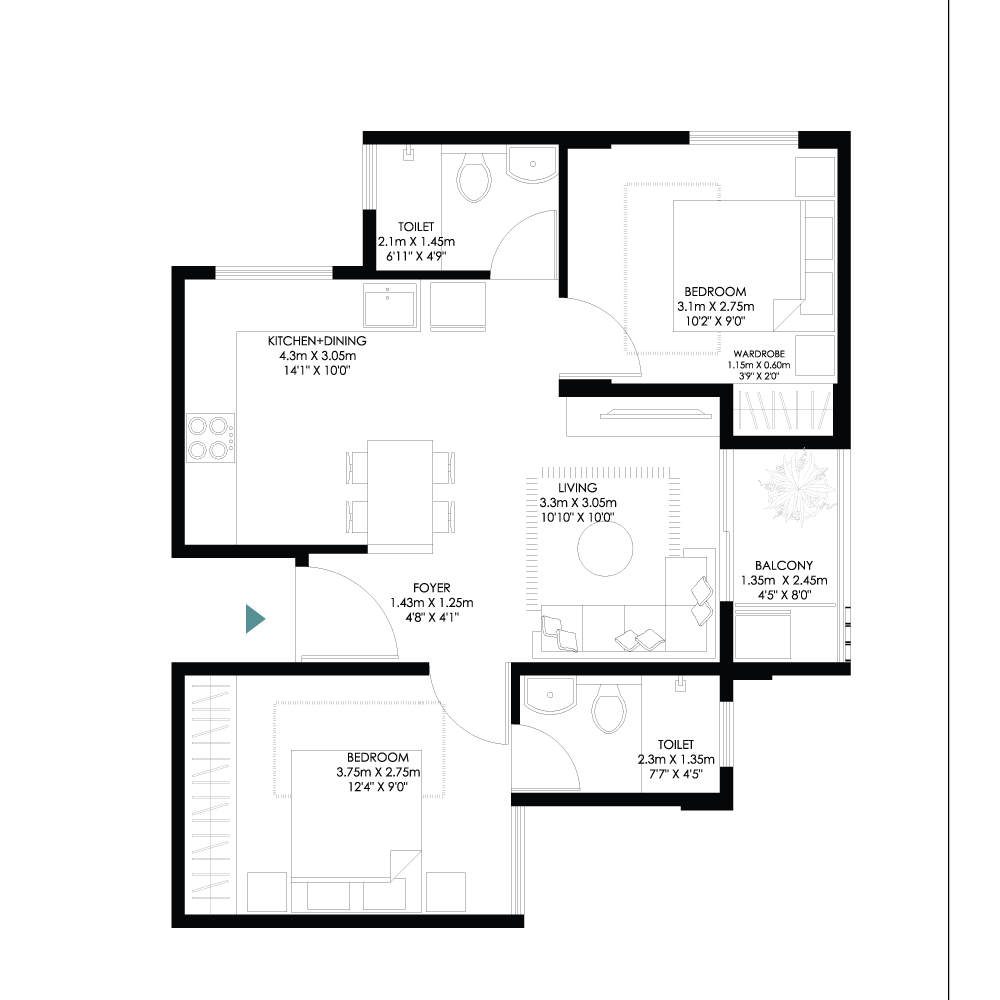 TOILET
2.1m X 1.45m
6'11" X 4'9"
BEDROOM
3.1m X 2.75m
10'2" X 9'0"
KITCHEN+DINING
4.3m X 3.05m
14'1" X 10'0"
WARDROBE
1.15m X 0.60m
3'9" X 2'0"
LIVING
3.3m X 3.05m
10'10" X 10'0"
BALCONY
1.35m X 2.45m
4'5" X 8'0"
FOYER
1.43m X 1.25m
4'8" X 4'1"
BEDROOM
3.75m X 2.75m
12'4" X 9'0"
TOILET
2.3m X 1.35m
7'7" X 4'5"